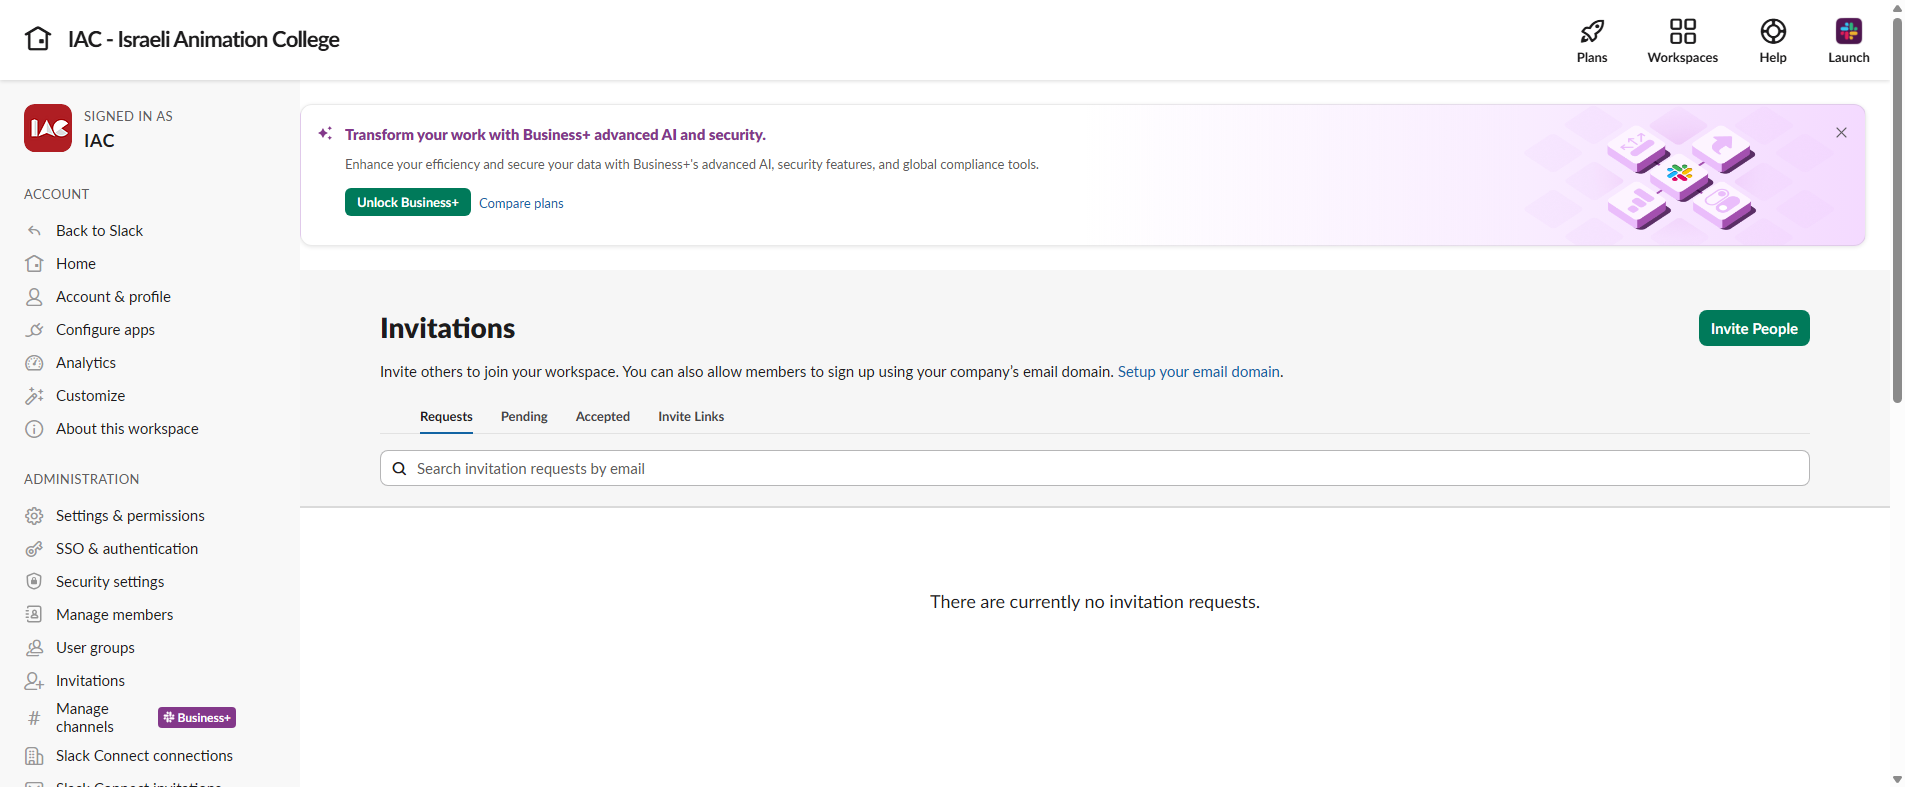 IAC - Israeli Animation College
Plans
Workspaces
Help
Launch
IAC
SIGNED IN AS
IAC
ACCOUNT
Back to Slack
Home
Account & profile
Configure apps
Analytics
Customize
About this workspace
ADMINISTRATION
Settings & permissions
SSO & authentication
Security settings
Manage members
User groups
Invitations
Manage
channels
Business+
Slack Connect connections
Slack Connect invitations
Transform your work with Business+ advanced AI and security.
Enhance your efficiency and secure your data with Business+'s advanced AI, security features, and global compliance tools.
Unlock Business+
Compare plans
Invitations
Invite People
Invite others to join your workspace. You can also allow members to sign up using your company’s email domain. Setup your email domain.
Requests
Pending
Accepted
Invite Links
Search invitation requests by email
There are currently no invitation requests.